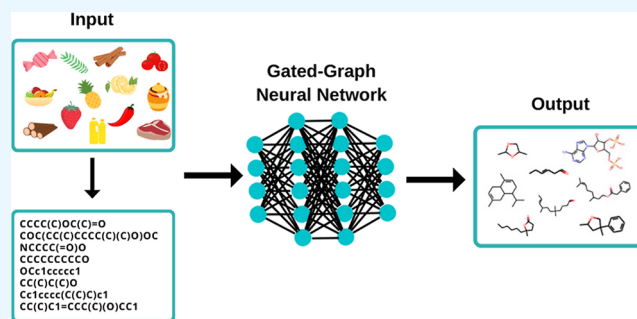 Input
Gated-Graph
Neural Network
Output
CCCC(C)OC(C)=O
COC(CC(C)CCCC(C)(C)O)OC
NCCCC(=O)O
CCCCCCCCCCO
OCc1ccccc1
CC(C)C(C)O
Cc1cccc(C(C)C)c1
CC(C)C1=CCC(C)(O)CC1